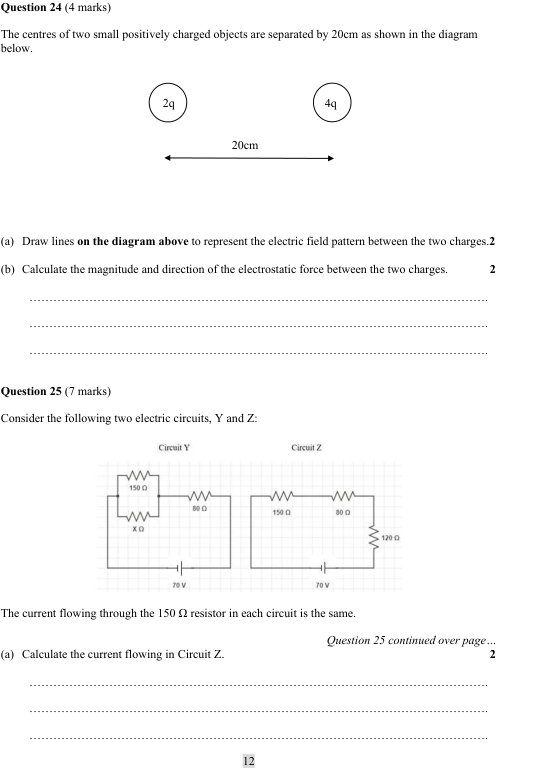 Question 24 (4 marks)
The centres of two small positively charged objects are separated by 20cm as shown in the diagram
below.
2q 4q
20cm
(a) Draw lines on the diagram above to represent the electric field pattern between the two charges.2
(b) Calculate the magnitude and direction of the electrostatic force between the two charges. 2
Question 25 (7 marks)
Consider the following two electric circuits, Y and Z:
Circuit Y Circuit Z
150 Ω
80 Ω 150 Ω 80 Ω
X Ω
120 Ω
70 V 70 V
The current flowing through the 150 Ω resistor in each circuit is the same.
Question 25 continued over page…
(a) Calculate the current flowing in Circuit Z. 2
12